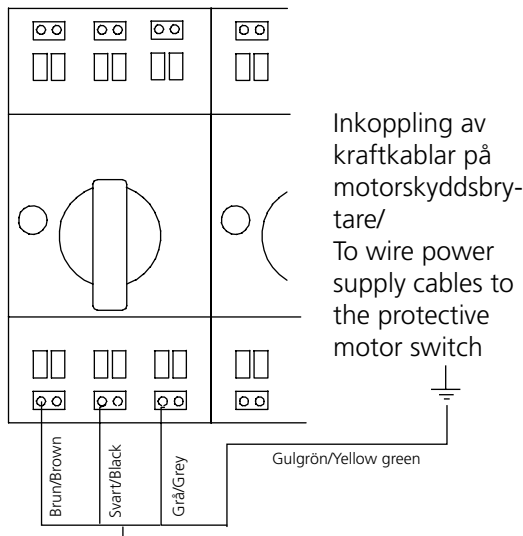 Inkoppling av
kraftkablar på
motorskyddsbry-
tare/
To wire power
supply cables to
the protective
motor switch
Brun/Brown
Svart/Black
Grå/Grey
Gulgrön/Yellow green